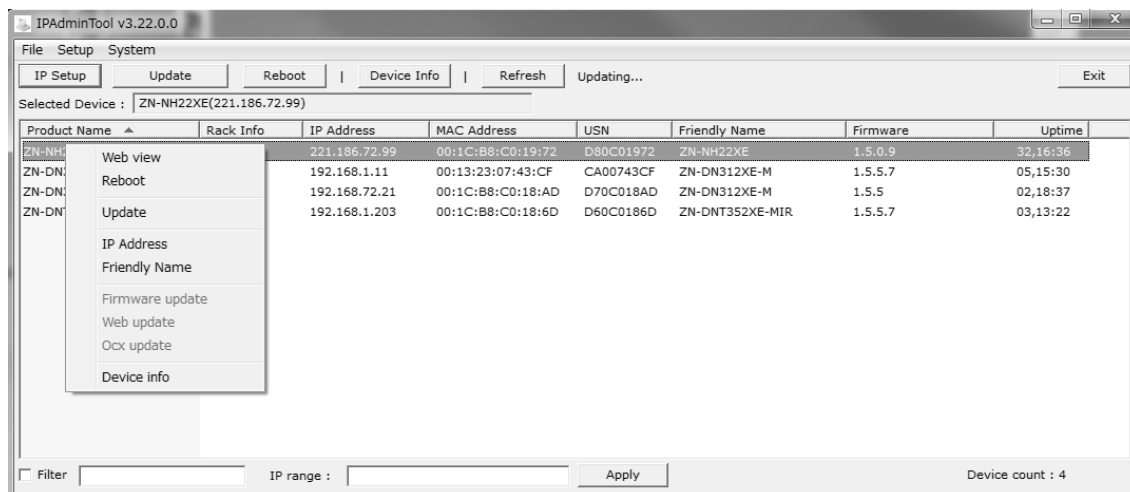 IPAdminTool v3.22.0.0
File Setup System
IP Setup Update Reboot | Device Info | Refresh Updating... Exit
Selected Device : ZN-NH22XE(221.186.72.99)
Product Name Rack Info IP Address MAC Address USN Friendly Name Firmware Uptime
221.186.72.99 00:1C:B8:C0:19:72 D80C01972 ZN-NH22XE 1.5.0.9 32,16:36
192.168.1.11 00:13:23:07:43:CF CA00743CF ZN-DN312XE-M 1.5.5.7 05,15:30
192.168.72.21 00:1C:B8:C0:18:AD D70C018AD ZN-DN312XE-M 1.5.5 02,18:37
192.168.1.203 00:1C:B8:C0:18:6D D60C0186D ZN-DNT352XE-MIR 1.5.5.7 03,13:22
Web view
Reboot
Update
IP Address
Friendly Name
Firmware update
Web update
Ocx update
Device info
Filter IP range : Apply Device count : 4